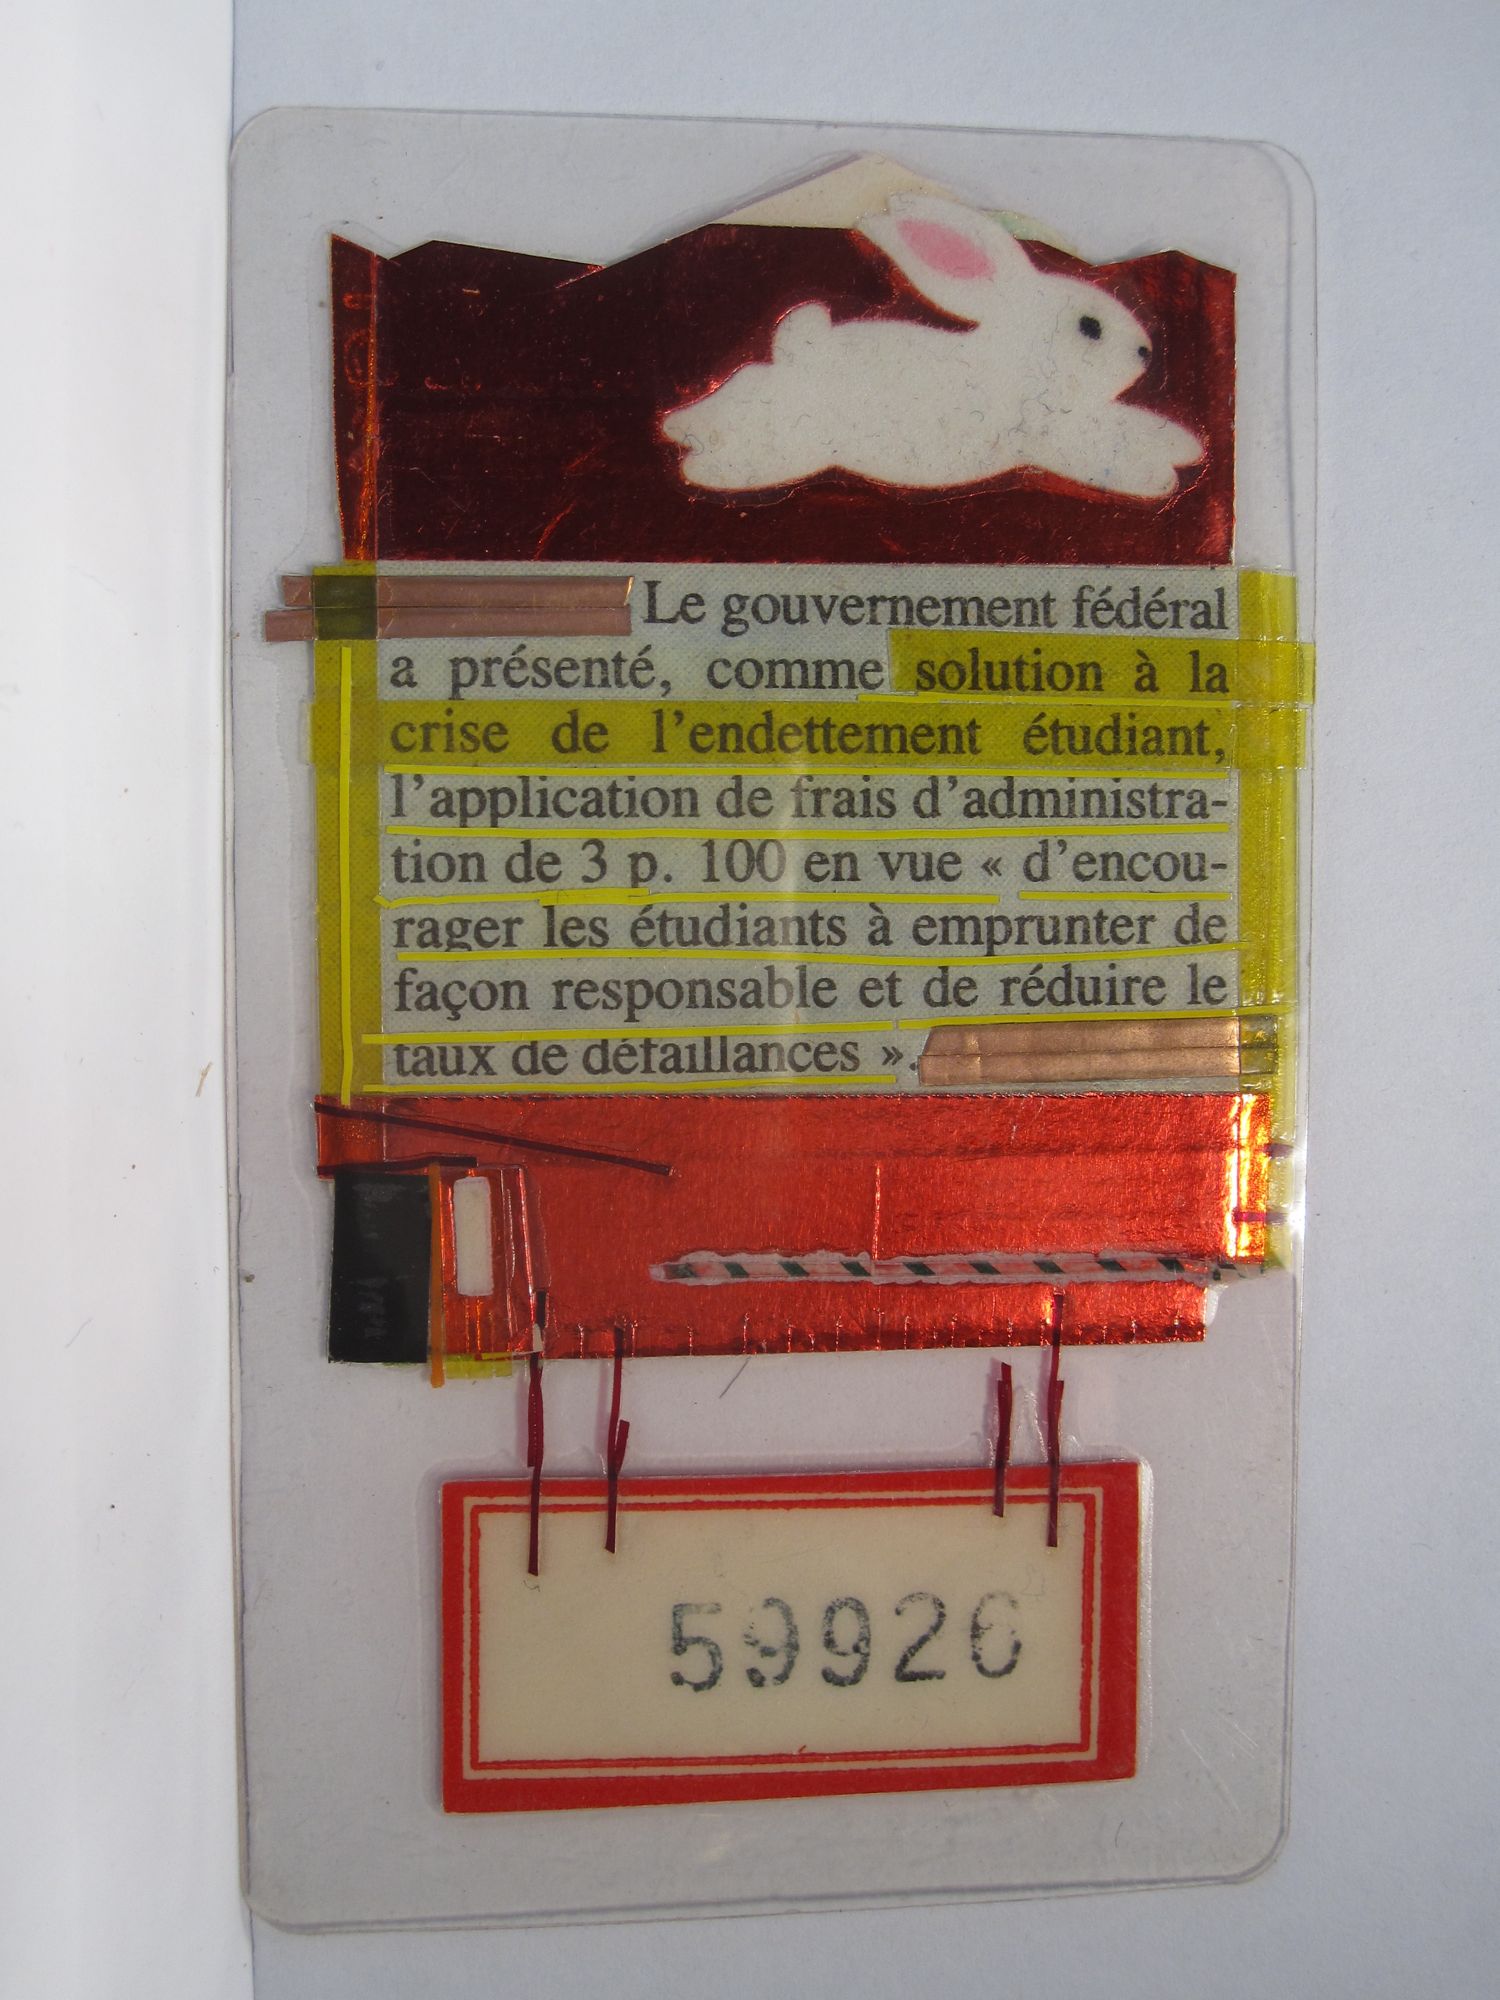 Le gouvernement fédéral
a présenté, comme solution à la
crise de l'endettement étudiant,
l'application de frais d'administra-
tion de 3 p. 100 en vue « d'encou-
rager les étudiants à emprunter de
façon responsable et de réduire le
taux de défaillances ».
59926